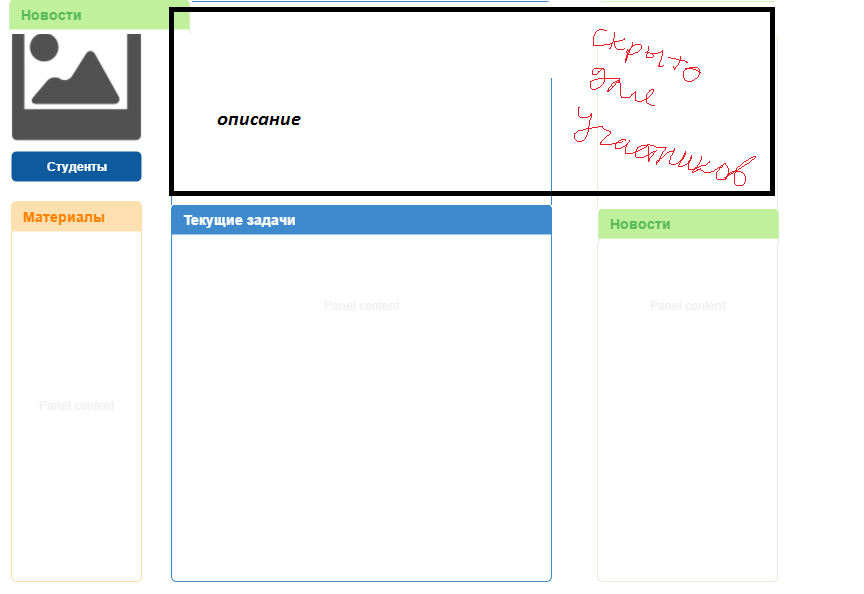 Новости
Скрыто
для
участников
описание
Студенты
Материалы
Текущие задачи
Новости
Panel content
Panel content
Panel content